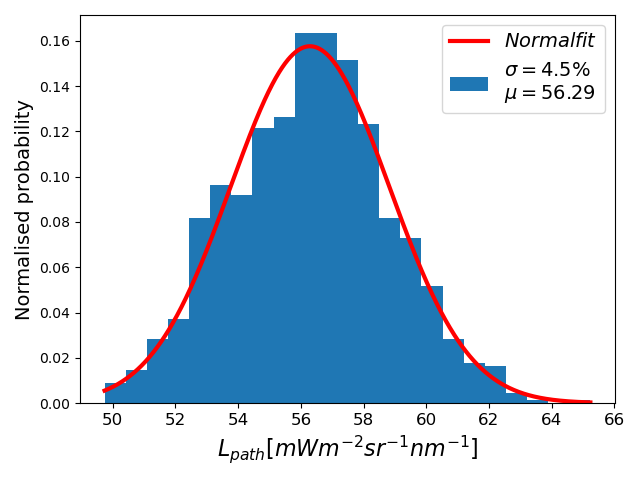 Normalfit
σ = 4.5%
μ = 56.29
Normalised probability
0.16
0.14
0.12
0.10
0.08
0.06
0.04
0.02
0.00
50 52 54 56 58 60 62 64 66
L_path[mWm⁻²sr⁻¹nm⁻¹]